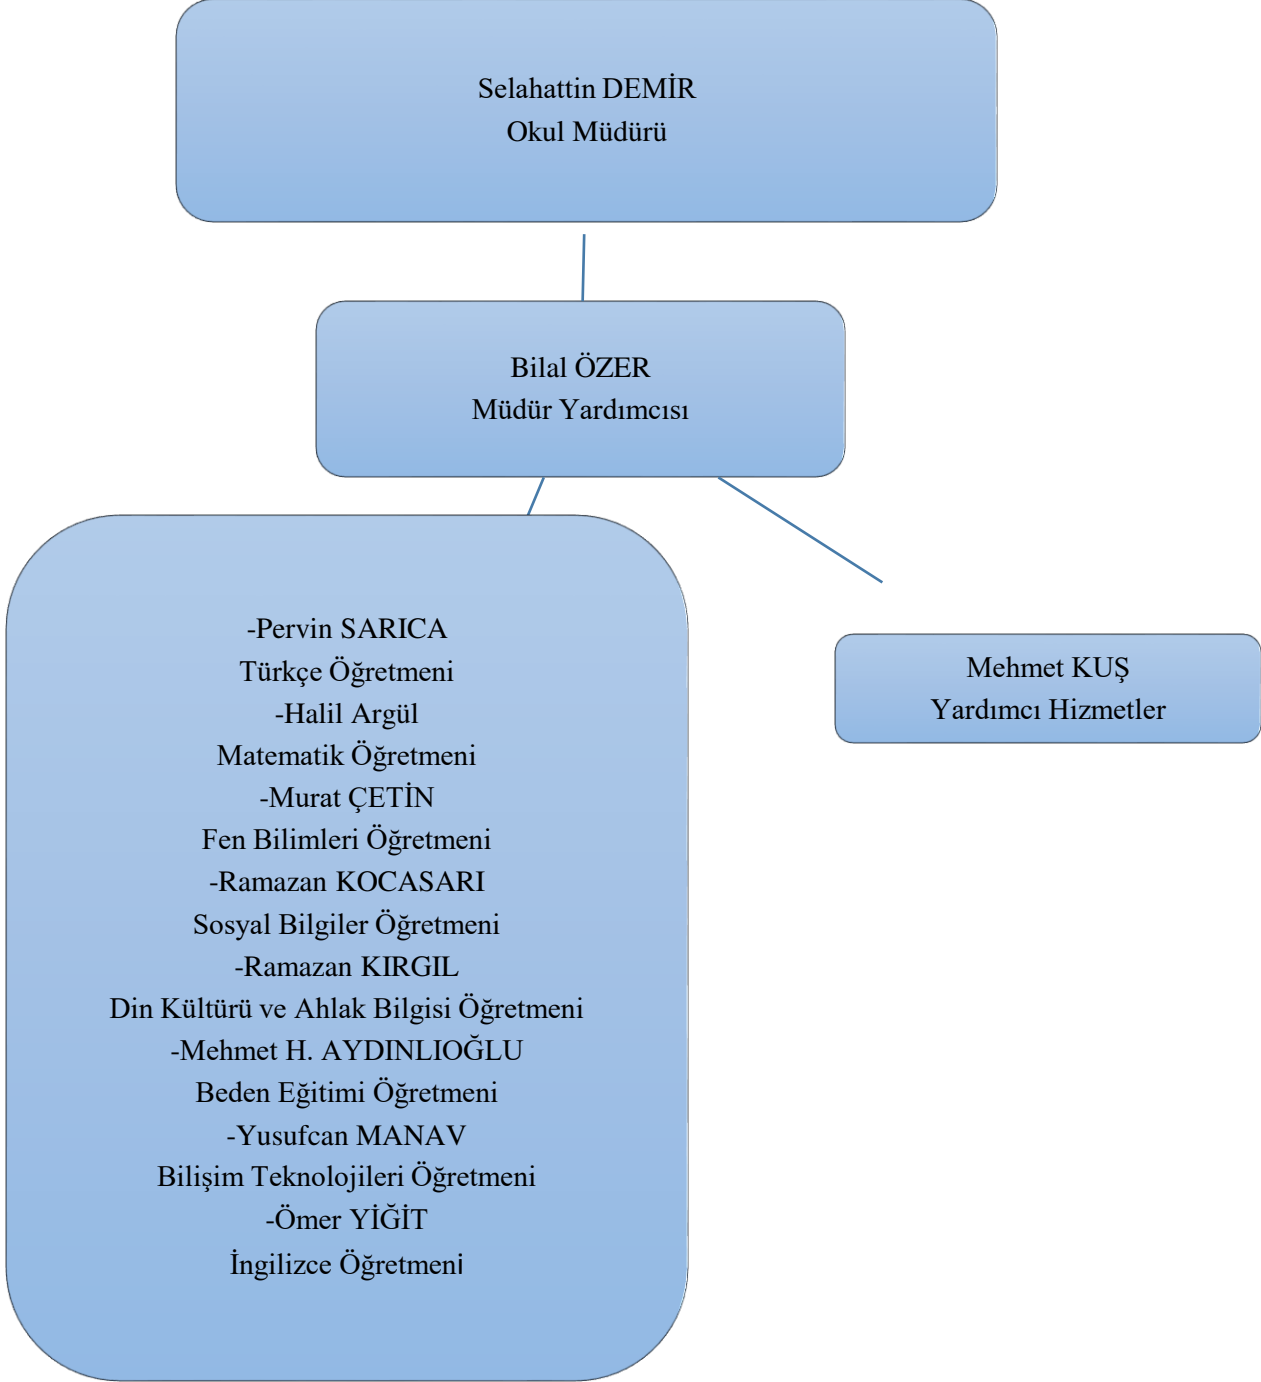 Selahattin DEMİR
Okul Müdürü
Bilal ÖZER
Müdür Yardımcısı
-Pervin SARICA
Türkçe Öğretmeni
-Halil Argül
Matematik Öğretmeni
-Murat ÇETİN
Fen Bilimleri Öğretmeni
-Ramazan KOCASARI
Sosyal Bilgiler Öğretmeni
-Ramazan KIRGIL
Din Kültürü ve Ahlak Bilgisi Öğretmeni
-Mehmet H. AYDINLIOĞLU
Beden Eğitimi Öğretmeni
-Yusufcan MANAV
Bilişim Teknolojileri Öğretmeni
-Ömer YİĞİT
İngilizce Öğretmeni
Mehmet KUŞ
Yardımcı Hizmetler